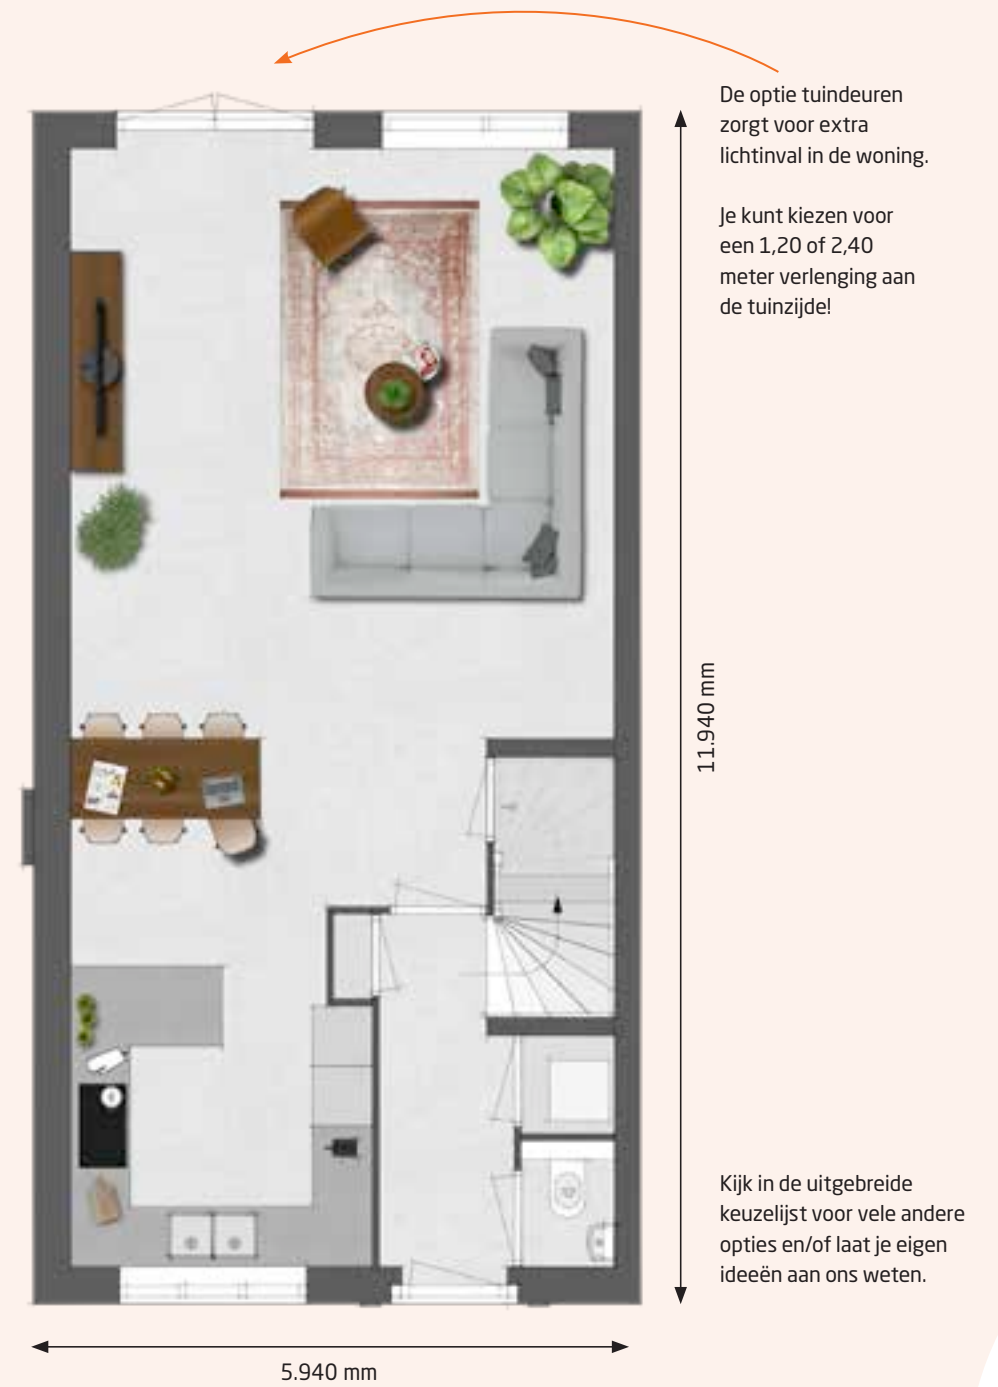 De optie tuindeuren
zorgt voor extra
lichtinval in de woning.
Je kunt kiezen voor
een 1,20 of 2,40
meter verlenging aan
de tuinzijde!
11.940 mm
Kijk in de uitgebreide
keuzelijst voor vele andere
opties en/of laat je eigen
ideeën aan ons weten.
5.940 mm